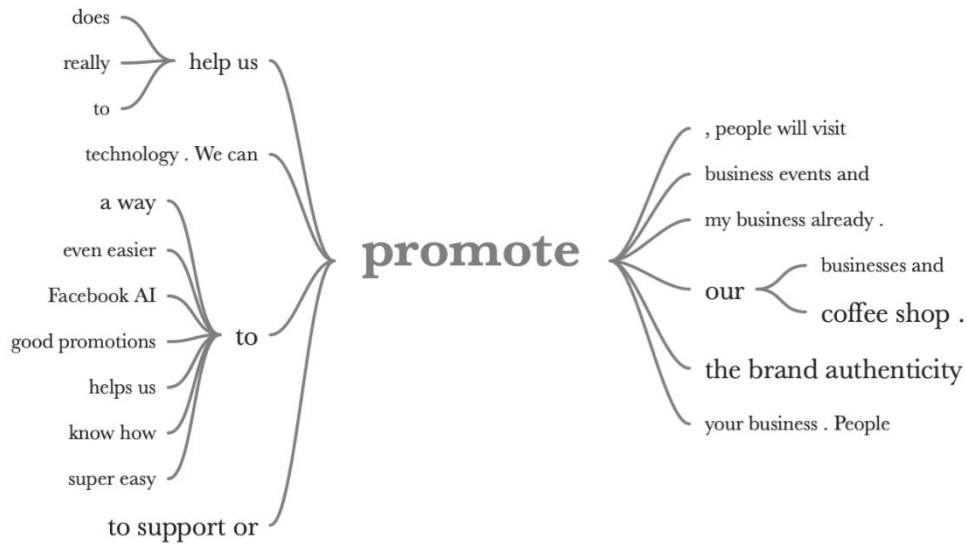 does
really
to
help us
technology . We can
a way
even easier
Facebook AI
good promotions
helps us
know how
super easy
to
to support or
promote
, people will visit
business events and
my business already .
our
businesses and
coffee shop .
the brand authenticity
your business . People